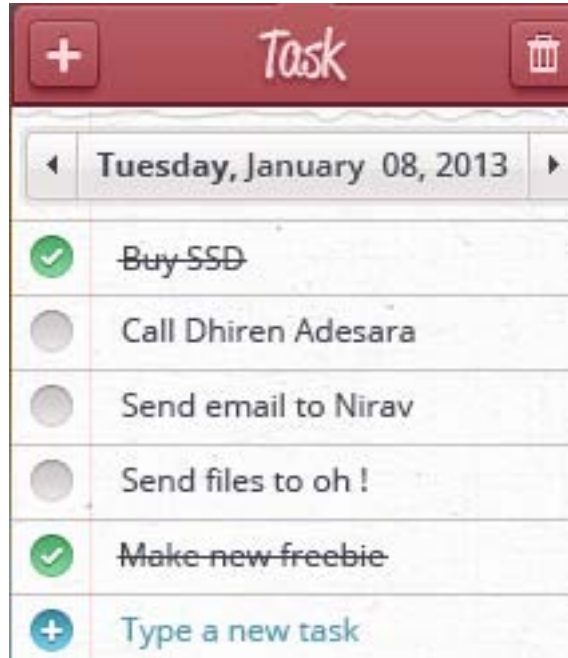 Task
Tuesday, January 08, 2013
Buy SSD
Call Dhiren Adesara
Send email to Nirav
Send files to oh !
Make new freebie
Type a new task